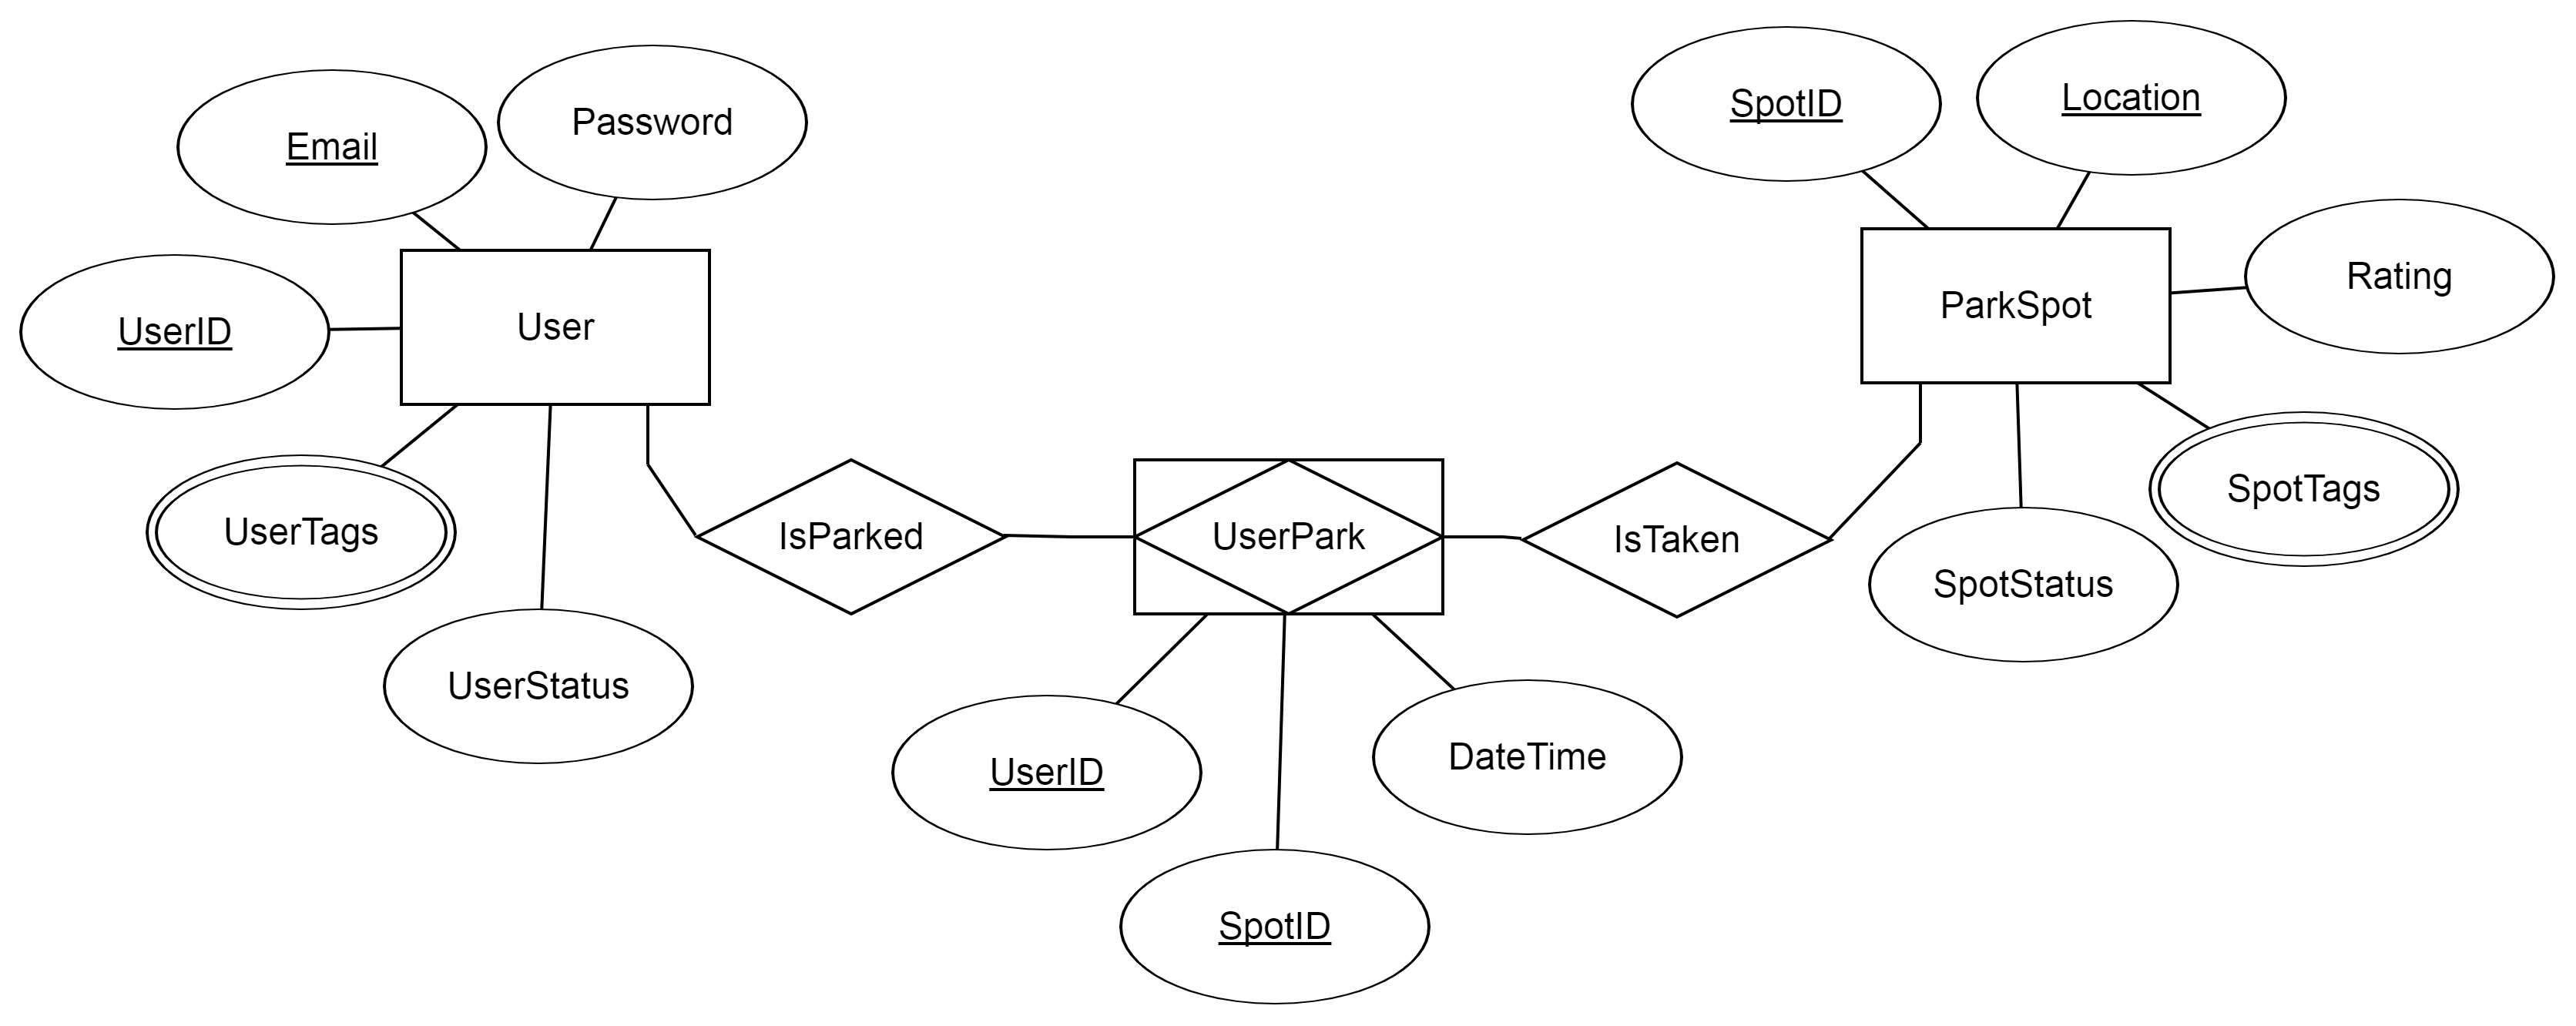 Email
Password
UserID
User
UserTags
UserStatus
IsParked
UserPark
IsTaken
UserID
SpotID
DateTime
SpotID
Location
ParkSpot
Rating
SpotTags
SpotStatus